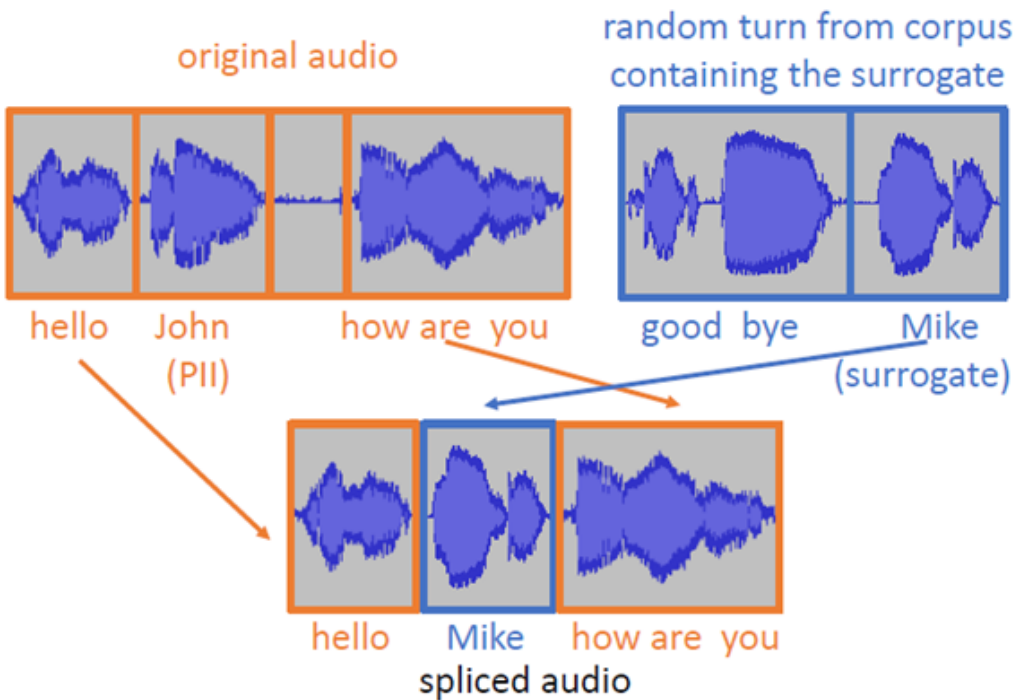 original audio
random turn from corpus
containing the surrogate
hello John how are you
(PII)
good bye Mike
(surrogate)
hello Mike how are you
spliced audio